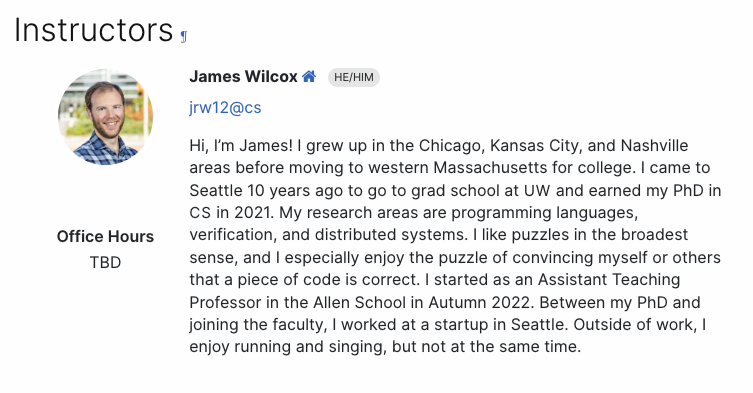 Instructors ¶
James Wilcox HE/HIM
jrw12@cs
Hi, I’m James! I grew up in the Chicago, Kansas City, and Nashville
areas before moving to western Massachusetts for college. I came to
Seattle 10 years ago to go to grad school at UW and earned my PhD in
CS in 2021. My research areas are programming languages,
verification, and distributed systems. I like puzzles in the broadest
sense, and I especially enjoy the puzzle of convincing myself or others
that a piece of code is correct. I started as an Assistant Teaching
Professor in the Allen School in Autumn 2022. Between my PhD and
joining the faculty, I worked at a startup in Seattle. Outside of work, I
enjoy running and singing, but not at the same time.
Office Hours
TBD